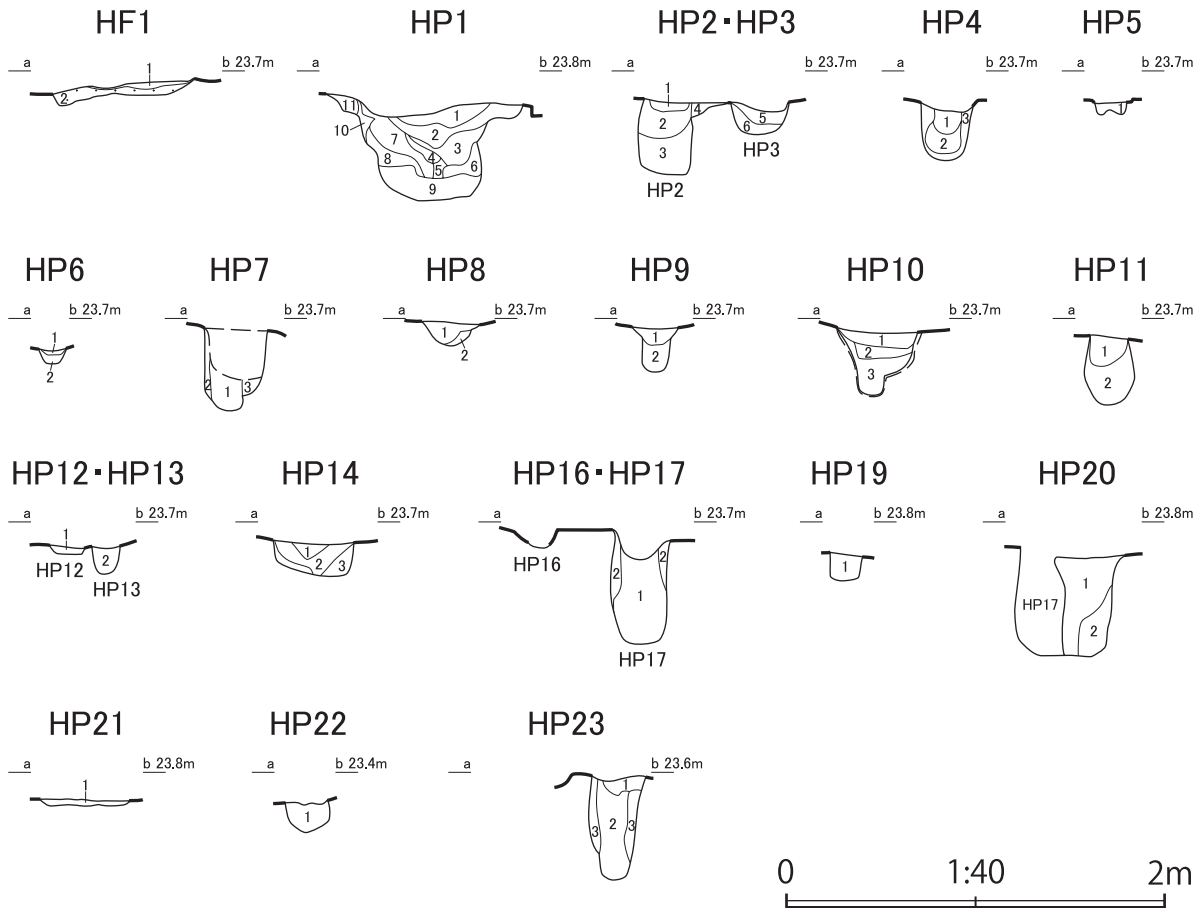 HF1 HP1 HP2・HP3 HP4 HP5
a b 23.7m a b 23.8m a b 23.7m a b 23.7m a b 23.7m
1 2
1 2 3 4 5 6 7 8 9 10 11
1 2 3 4 5 6 HP2 HP3
1 2 3
1
HP6 HP7 HP8 HP9 HP10 HP11
a b 23.7m a b 23.7m a b 23.7m a b 23.7m a b 23.7m a b 23.7m
1 2
1 2 3
1 2
1 2
1 2 3
1 2
HP12・HP13 HP14 HP16・HP17 HP19 HP20
a b 23.7m a b 23.7m a b 23.7m a b 23.8m a b 23.8m
1 2 HP12 HP13
1 2 3
HP16 2 2 1 HP17
1
HP17 1 2
HP21 HP22 HP23
a b 23.8m a b 23.4m a b 23.6m
1
1
1 2 3 3
0 1:40 2m